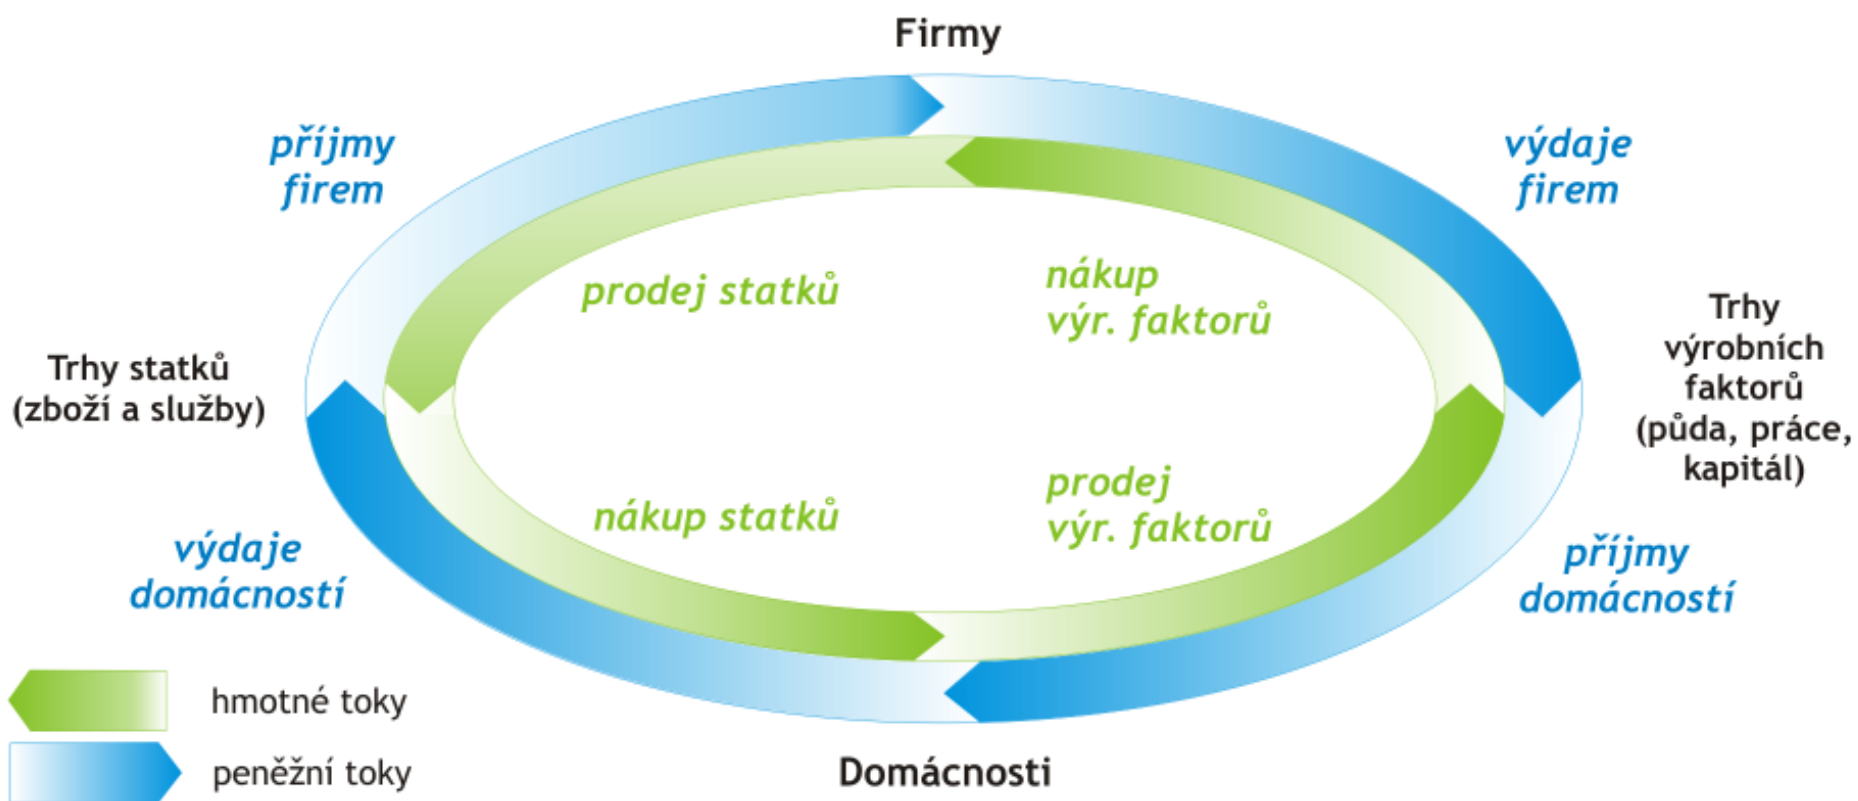 Firmy
příjmy
firem
výdaje
firem
prodej statků
nákup
výr. faktorů
Trhy statků
(zboží a služby)
Trhy
výrobních
faktorů
(půda, práce,
kapitál)
nákup statků
prodej
výr. faktorů
výdaje
domácností
příjmy
domácností
hmotné toky
peněžní toky
Domácnosti